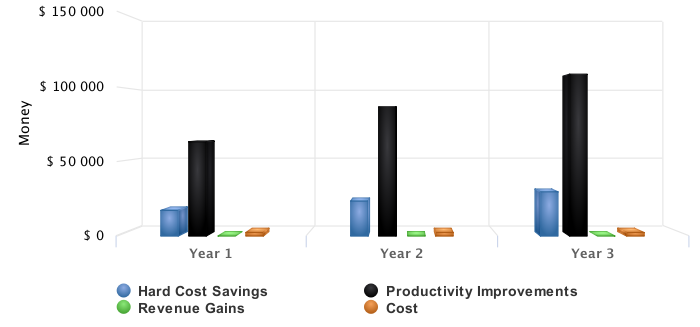 $ 150 000
$ 100 000
$ 50 000
$ 0
Money
Year 1
Year 2
Year 3
Hard Cost Savings
Productivity Improvements
Revenue Gains
Cost